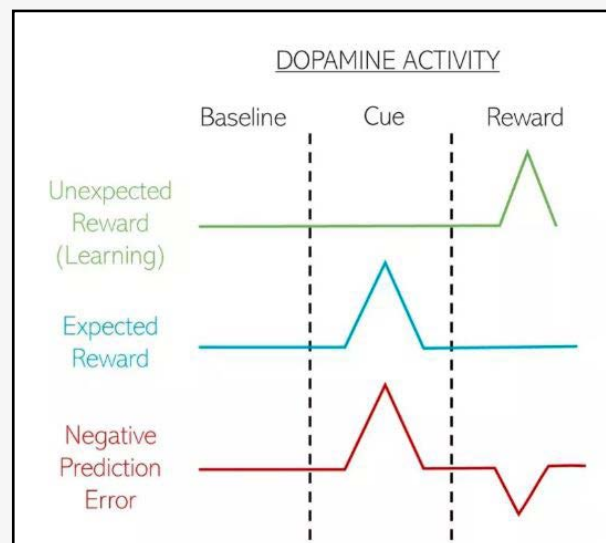 DOPAMINE ACTIVITY
Baseline Cue Reward
Unexpected
Reward
(Learning)
Expected
Reward
Negative
Prediction
Error